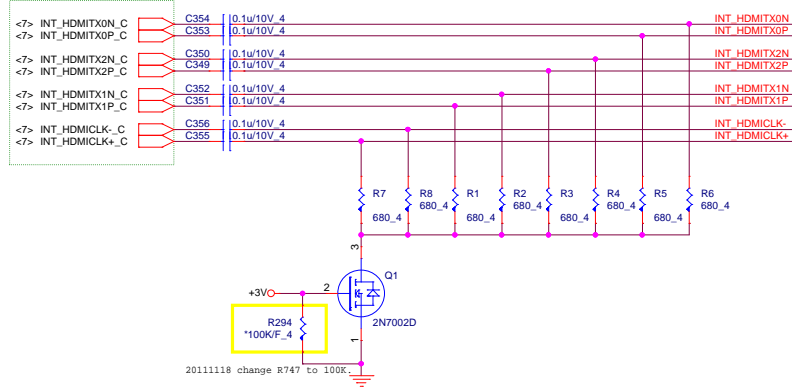 <7> INT_HDMITX0N_C C354 0.1u/10V_4 INT_HDMITX0N
<7> INT_HDMITX0P_C C353 INT_HDMITX0P
<7> INT_HDMITX2N_C C350 0.1u/10V_4 INT_HDMITX2N
<7> INT_HDMITX2P_C C349 0.1u/10V_4 INT_HDMITX2P
<7> INT_HDMITX1N_C C352 0.1u/10V_4 INT_HDMITX1N
<7> INT_HDMITX1P_C C351 0.1u/10V_4 INT_HDMITX1P
<7> INT_HDMICLK-_C C356 0.1u/10V_4 INT_HDMICLK-
<7> INT_HDMICLK+_C C355 0.1u/10V_4 INT_HDMICLK+
R7 R8 R1 R2 R3 R4 R5 R6
680_4 680_4 680_4 680_4 680_4 680_4 680_4 680_4
3
Q1
+3V 2
R294
*100K/F_4
2N7002D
1
20111118 change R747 to 100K.